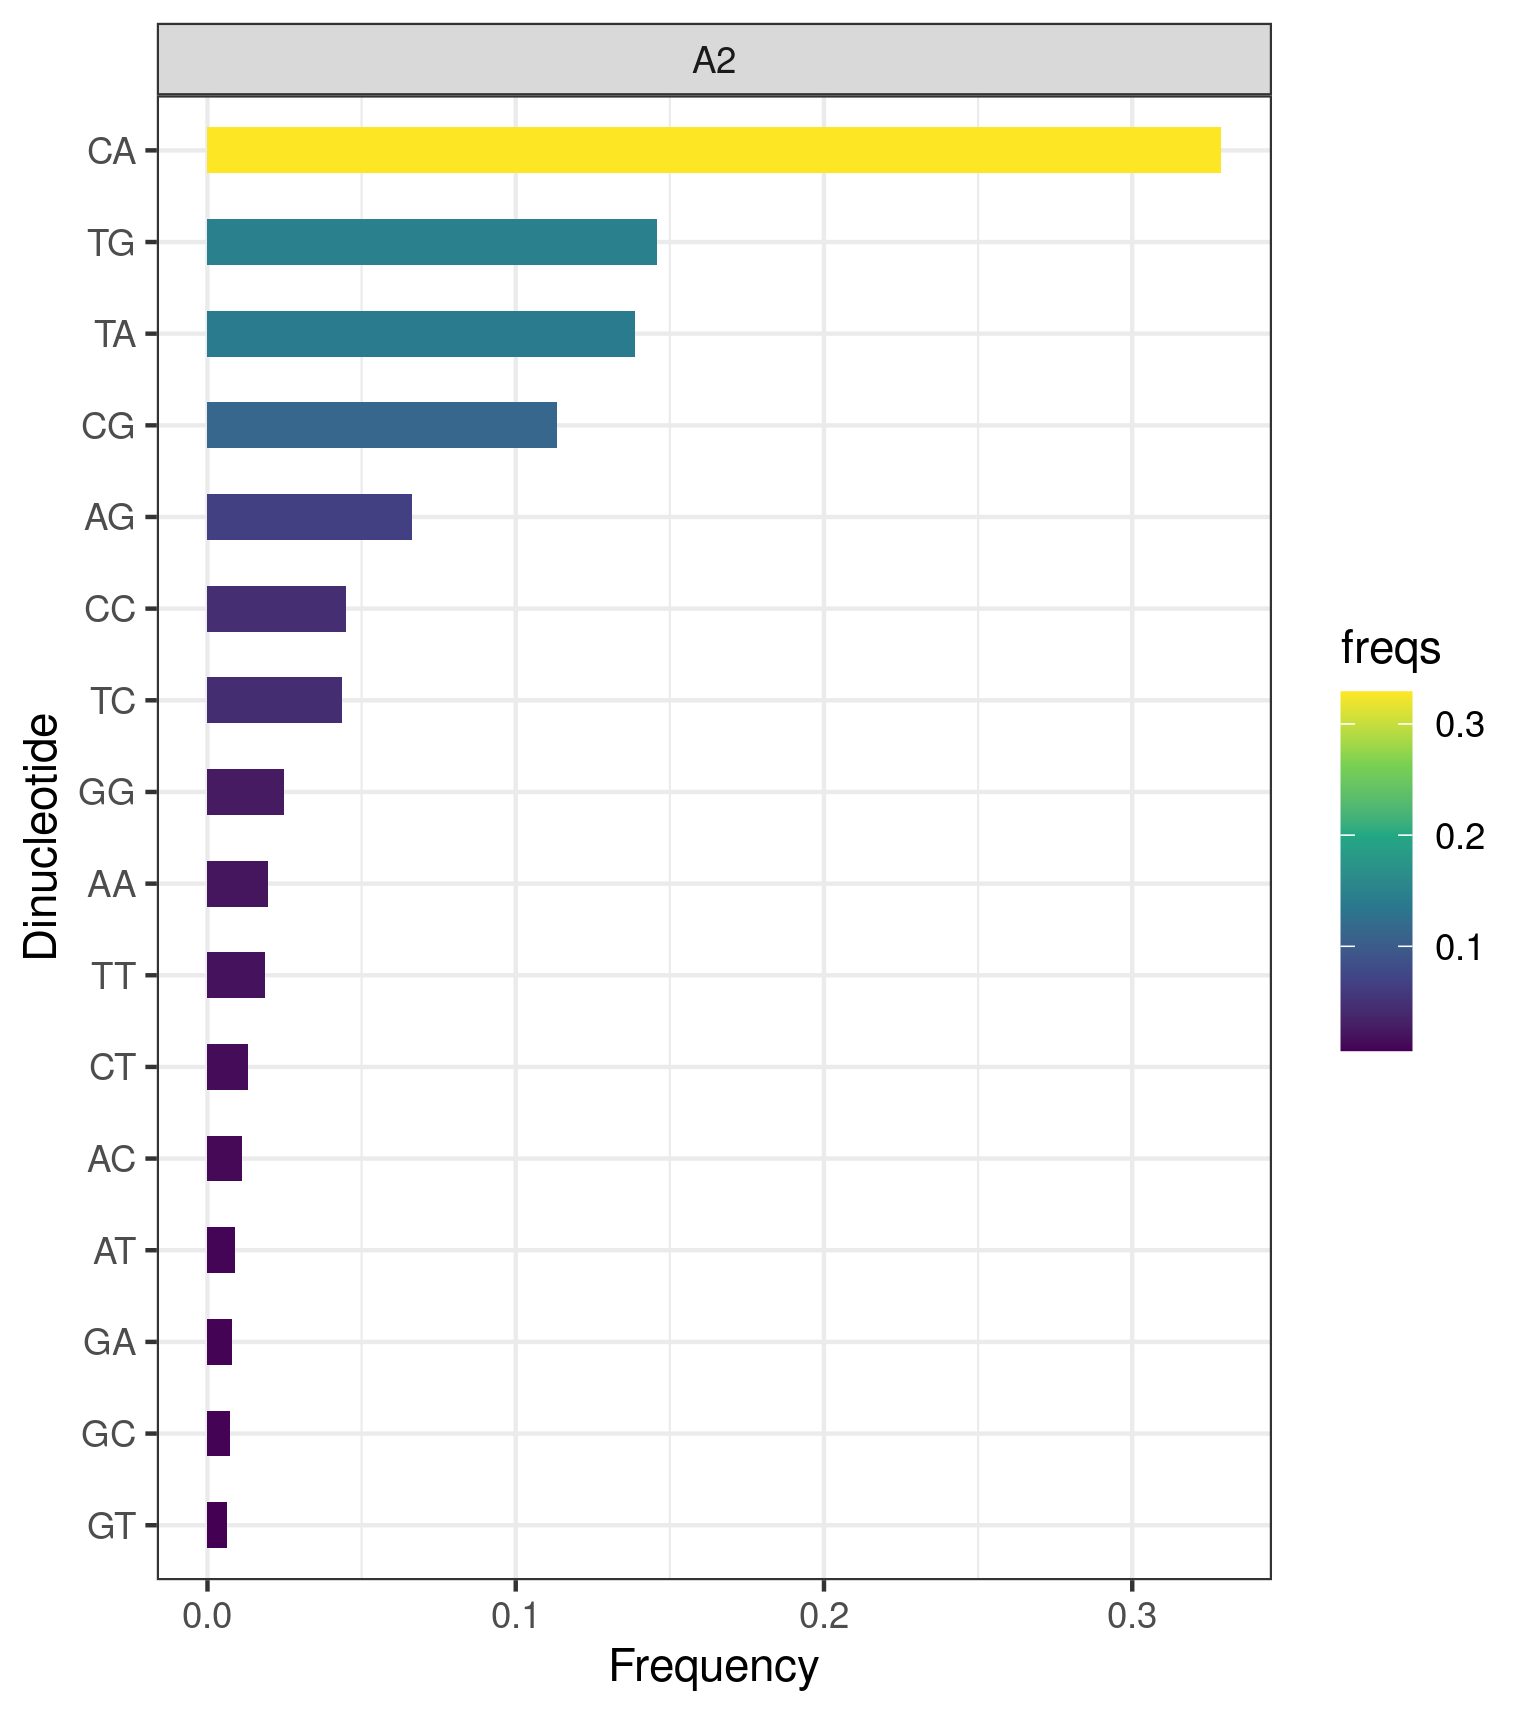 A2
CA
TG
TA
CG
AG
CC
TC
GG
AA
TT
CT
AC
AT
GA
GC
GT
Dinucleotide
0.0 0.1 0.2 0.3
Frequency
freqs
0.3
0.2
0.1